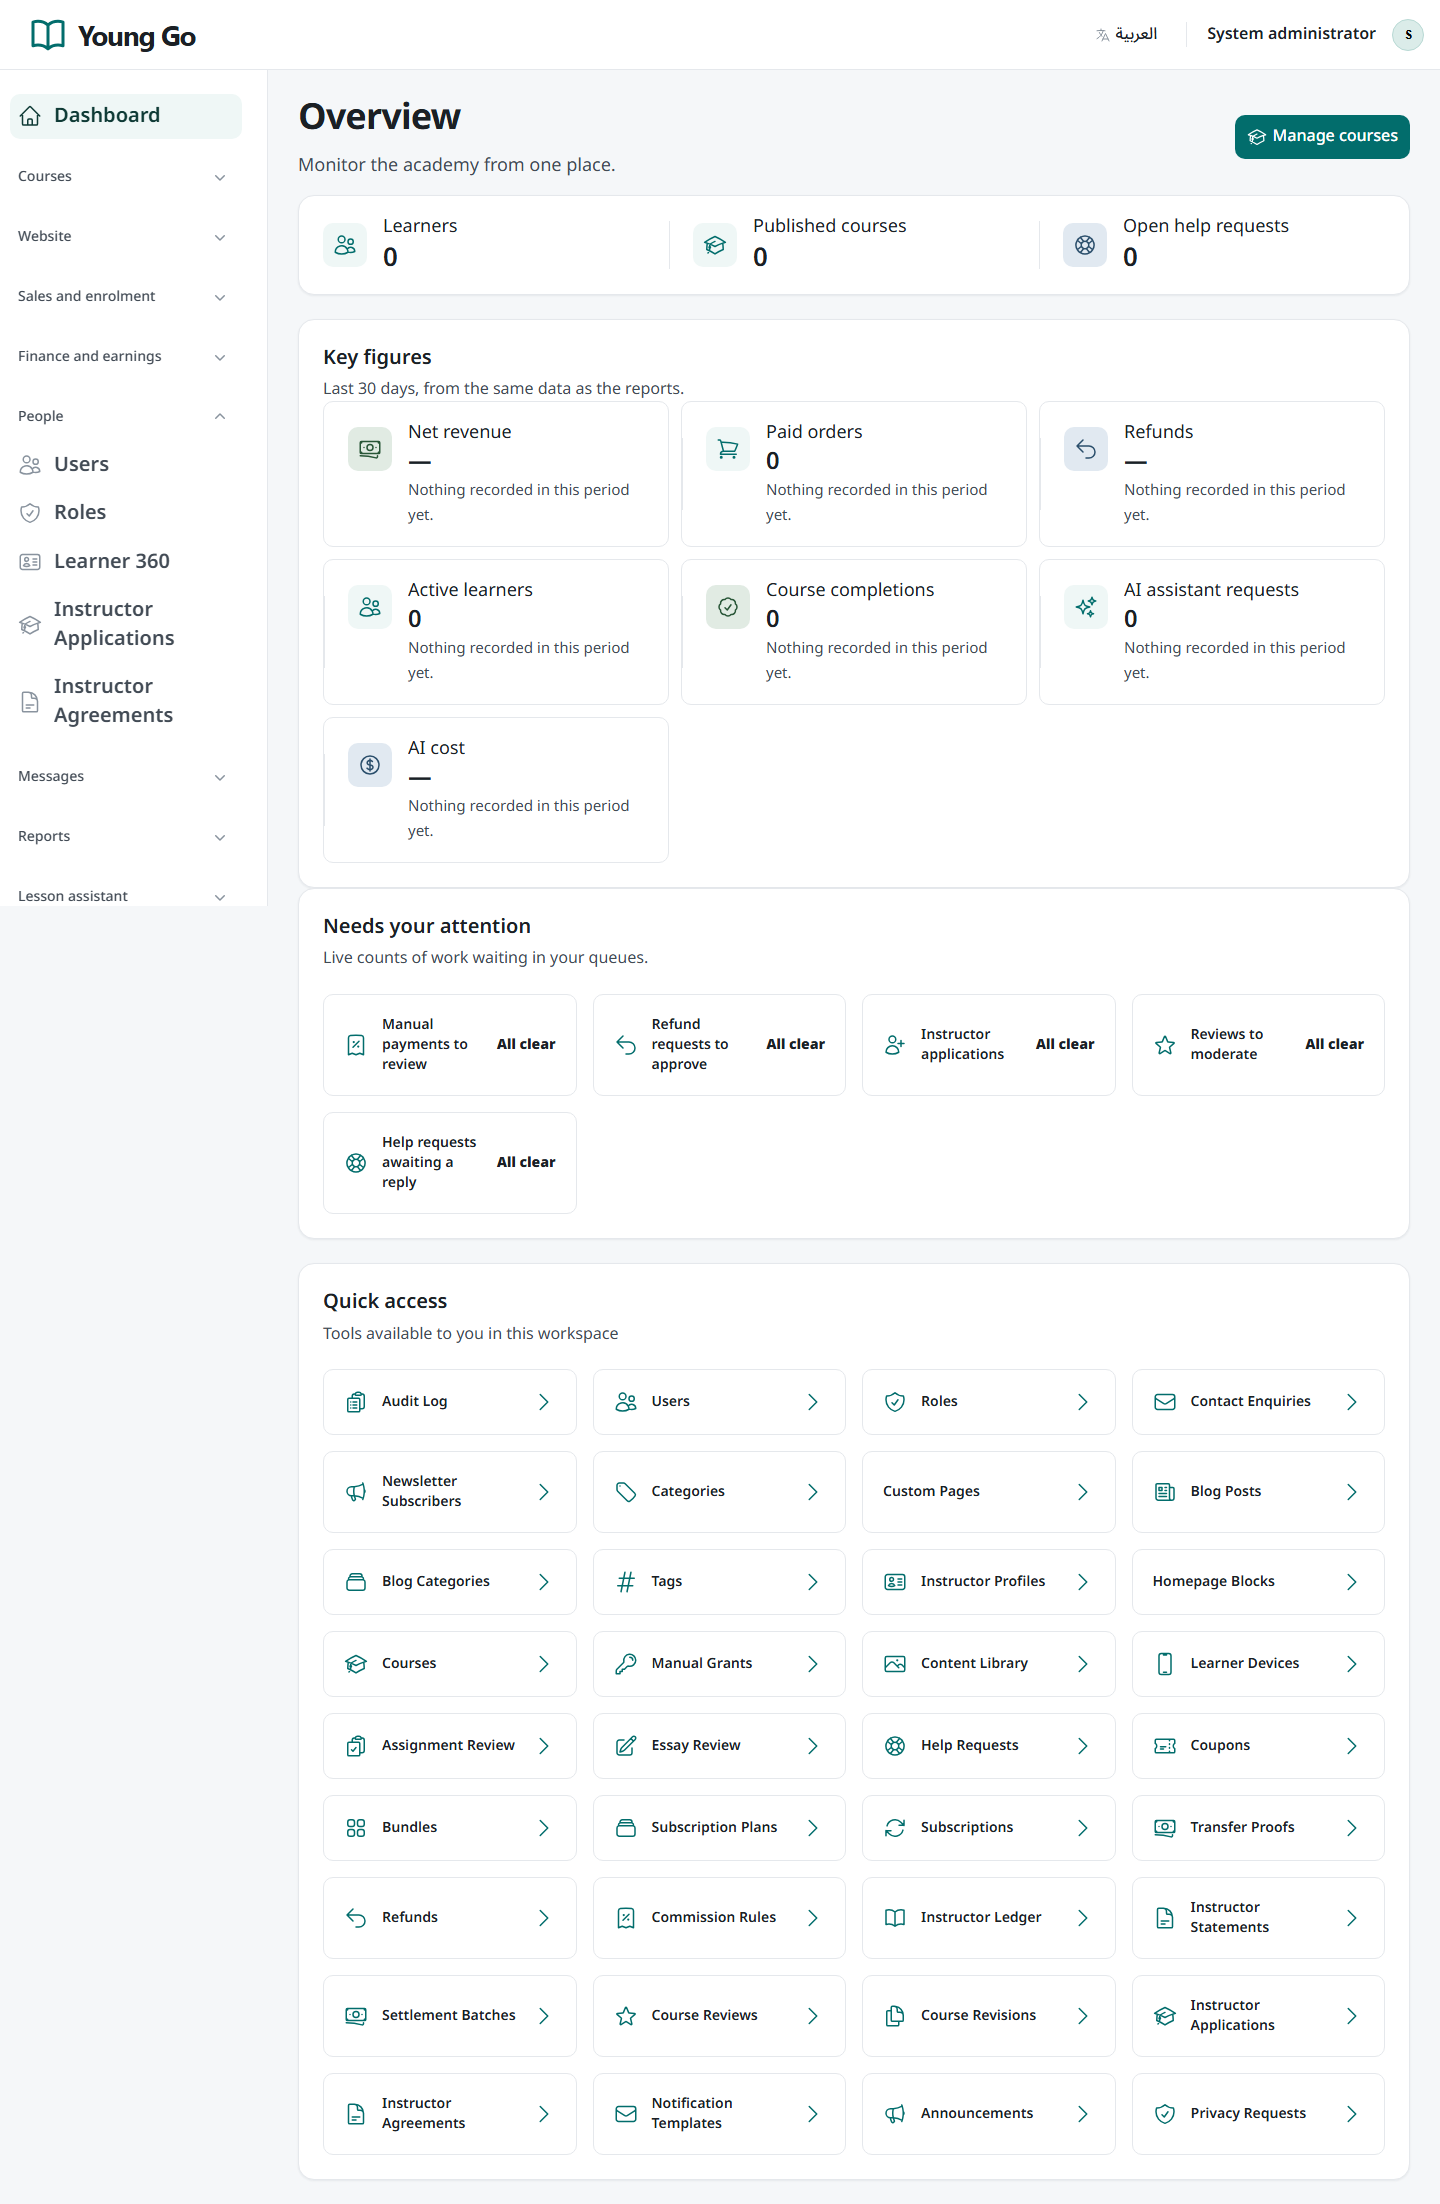 Young Go
العربية
System administrator
S
Dashboard
Courses
Website
Sales and enrolment
Finance and earnings
People
Users
Roles
Learner 360
Instructor
Applications
Instructor
Agreements
Messages
Reports
Lesson assistant
Overview
Monitor the academy from one place.
Manage courses
Learners
0
Published courses
0
Open help requests
0
Key figures
Last 30 days, from the same data as the reports.
Net revenue
—
Nothing recorded in this period
yet.
Paid orders
0
Nothing recorded in this period
yet.
Refunds
—
Nothing recorded in this period
yet.
Active learners
0
Nothing recorded in this period
yet.
Course completions
0
Nothing recorded in this period
yet.
AI assistant requests
0
Nothing recorded in this period
yet.
AI cost
—
Nothing recorded in this period
yet.
Needs your attention
Live counts of work waiting in your queues.
Manual
payments to
review
All clear
Refund
requests to
approve
All clear
Instructor
applications
All clear
Reviews to
moderate
All clear
Help requests
awaiting a
reply
All clear
Quick access
Tools available to you in this workspace
Audit Log
Users
Roles
Contact Enquiries
Newsletter
Subscribers
Categories
Custom Pages
Blog Posts
Blog Categories
Tags
Instructor Profiles
Homepage Blocks
Courses
Manual Grants
Content Library
Learner Devices
Assignment Review
Essay Review
Help Requests
Coupons
Bundles
Subscription Plans
Subscriptions
Transfer Proofs
Refunds
Commission Rules
Instructor Ledger
Instructor
Statements
Settlement Batches
Course Reviews
Course Revisions
Instructor
Applications
Instructor
Agreements
Notification
Templates
Announcements
Privacy Requests